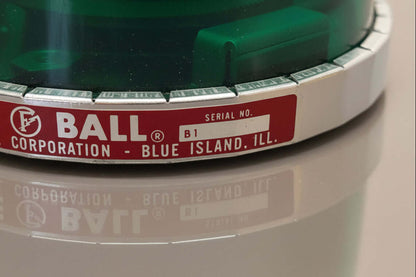 F BALL® SERIAL NO.
B1
CORPORATION - BLUE ISLAND, ILL.